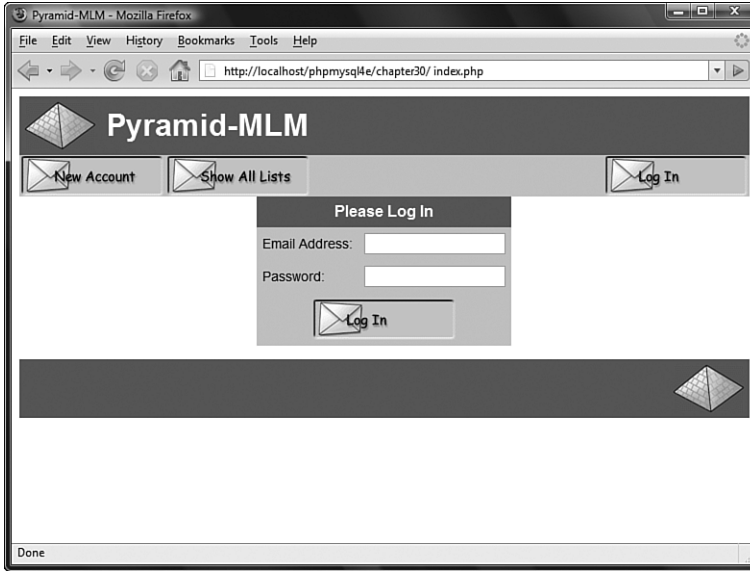 Pyramid-MLM - Mozilla Firefox
File Edit View History Bookmarks Tools Help
http://localhost/phpmysql4e/chapter30/ index.php
Pyramid-MLM
New Account Show All Lists Log In
Please Log In
Email Address:
Password:
Log In
Done